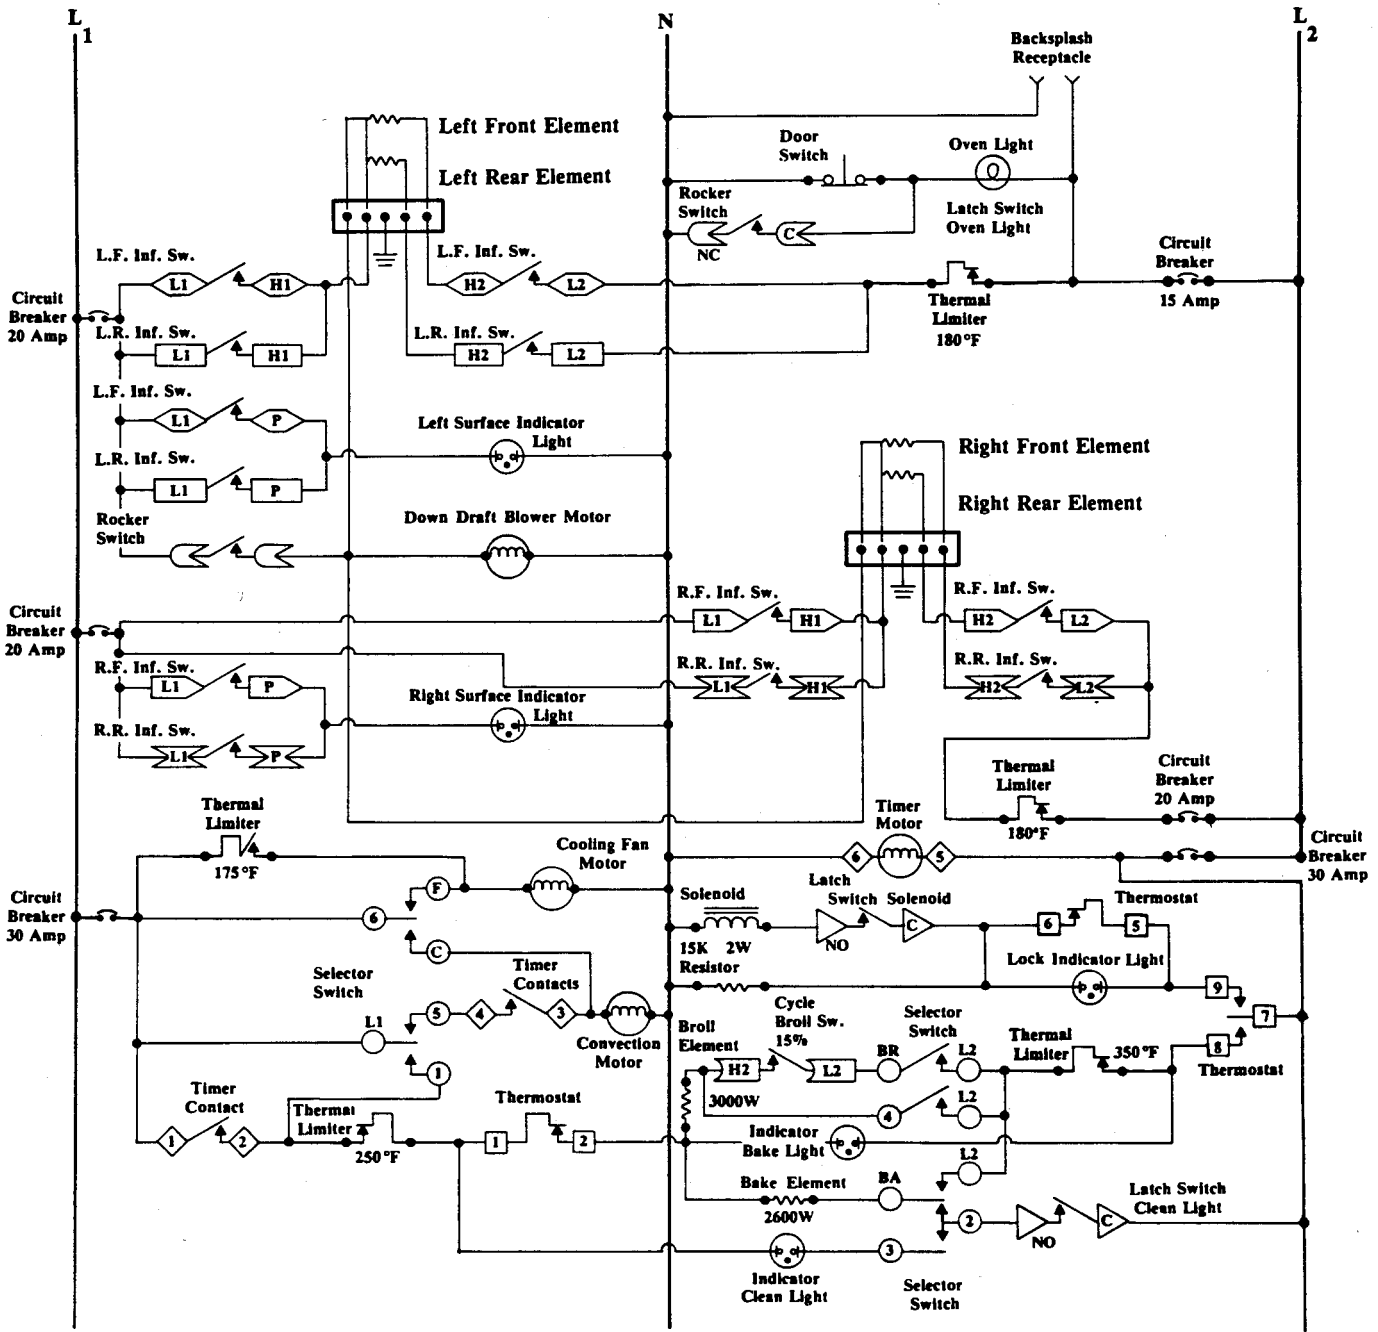 L1
N
L2
Backsplash
Receptacle
Left Front Element
Door
Switch
Oven Light
Left Rear Element
Rocker
Switch
Latch Switch
Oven Light
C
NC
L.F. Inf. Sw.
L.F. Inf. Sw.
Circuit
Breaker
15 Amp
L1
H1
H2
L2
Circuit
Breaker
20 Amp
Thermal
Limiter
180°F
L.R. Inf. Sw.
L.R. Inf. Sw.
L1
H1
H2
L2
L.F. Inf. Sw.
L1
P
Left Surface Indicator
Light
Right Front Element
L.R. Inf. Sw.
L1
P
Right Rear Element
Rocker
Switch
Down Draft Blower Motor
Circuit
Breaker
20 Amp
R.F. Inf. Sw.
R.F. Inf. Sw.
L1
H1
H2
L2
R.F. Inf. Sw.
R.R. Inf. Sw.
R.R. Inf. Sw.
L1
P
L1
H1
H2
L2
Right Surface Indicator
Light
R.R. Inf. Sw.
L1
P
Thermal
Limiter
180°F
Circuit
Breaker
20 Amp
Thermal
Limiter
175°F
Timer
Motor
6
5
Circuit
Breaker
30 Amp
Cooling Fan
Motor
F
Circuit
Breaker
30 Amp
6
C
Solenoid
Latch
Switch
Solenoid
NO
C
Thermostat
6
5
15K 2W
Resistor
Lock Indicator Light
9
7
8
Thermostat
Selector
Switch
Timer
Contacts
L1
5
4
3
Convection
Motor
1
Broil
Element
Cycle
Broil Sw.
15%
Selector
Switch
H2
L2
BR
L2
Thermal
Limiter
350°F
3000W
4
L2
Timer
Contact
1
2
Thermal
Limiter
250°F
Thermostat
1
2
Indicator
Bake Light
L2
Bake Element
2600W
BA
2
NO
C
Latch Switch
Clean Light
3
Indicator
Clean Light
Selector
Switch